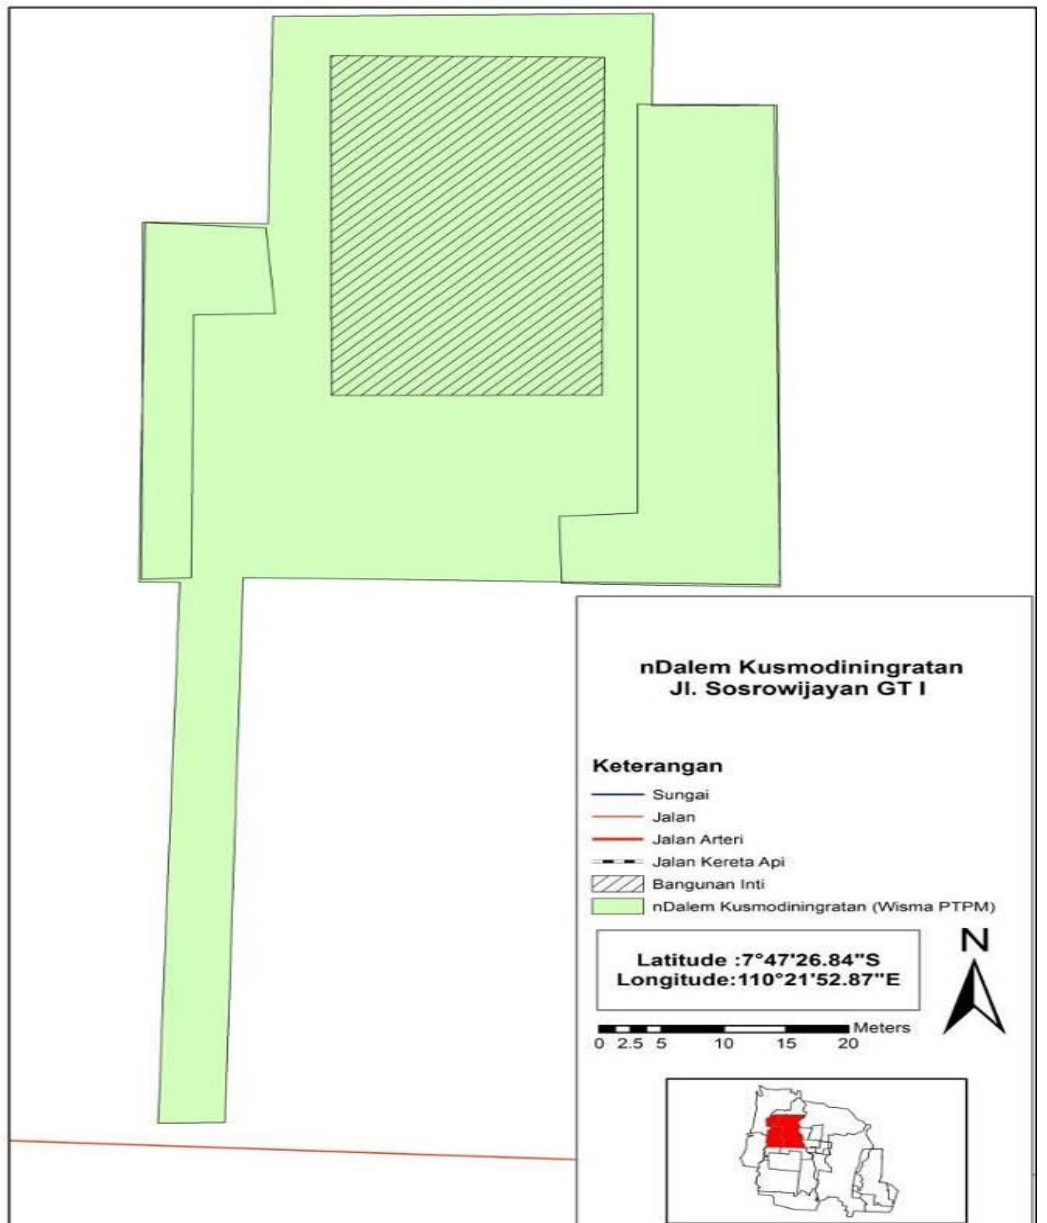 nDalem Kusmodiningratan
Jl. Sosrowijayan GT I
Keterangan
Sungai
Jalan
Jalan Arteri
Jalan Kereta Api
Bangunan Inti
nDalem Kusmodiningratan (Wisma PTPM)
Latitude :7°47'26.84"S
Longitude:110°21'52.87"E
N
Meters
0 2.5 5 10 15 20